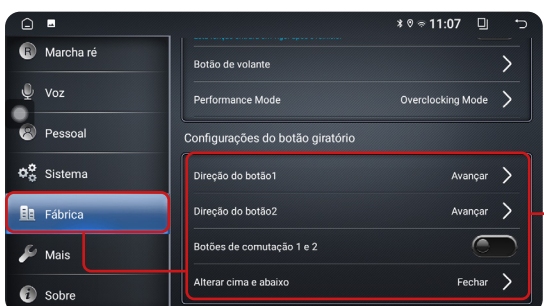 11:07
R Marcha ré
Voz
Pessoal
Sistema
Fábrica
Mais
Sobre
Botão de volante
Performance Mode Overclocking Mode
Configurações do botão giratório
Direção do botão1 Avançar
Direção do botão2 Avançar
Botões de comutação 1 e 2
Alterar cima e abaixo Fechar